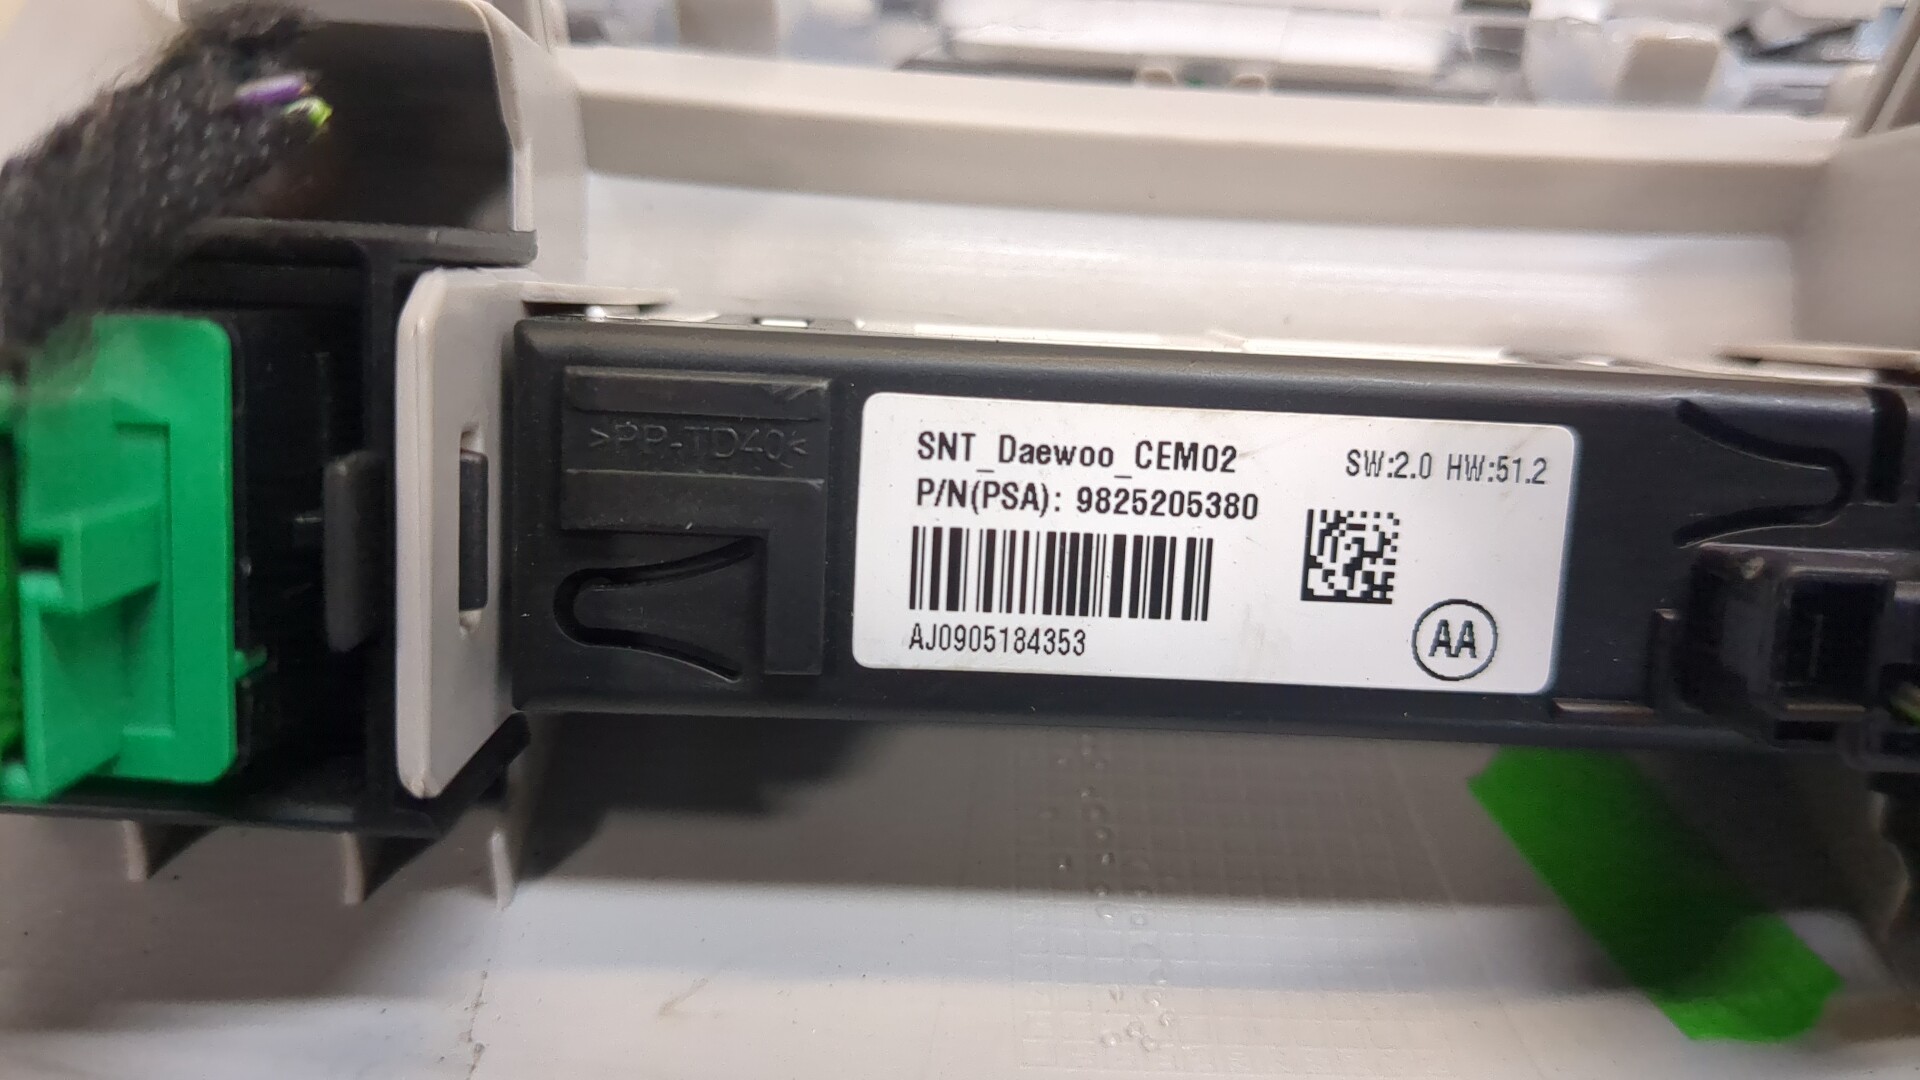 >PP-TD40<
SNT_Daewoo_CEM02
SW:2.0 HW:51.2
P/N(PSA): 9825205380
AJ0905184353
AA